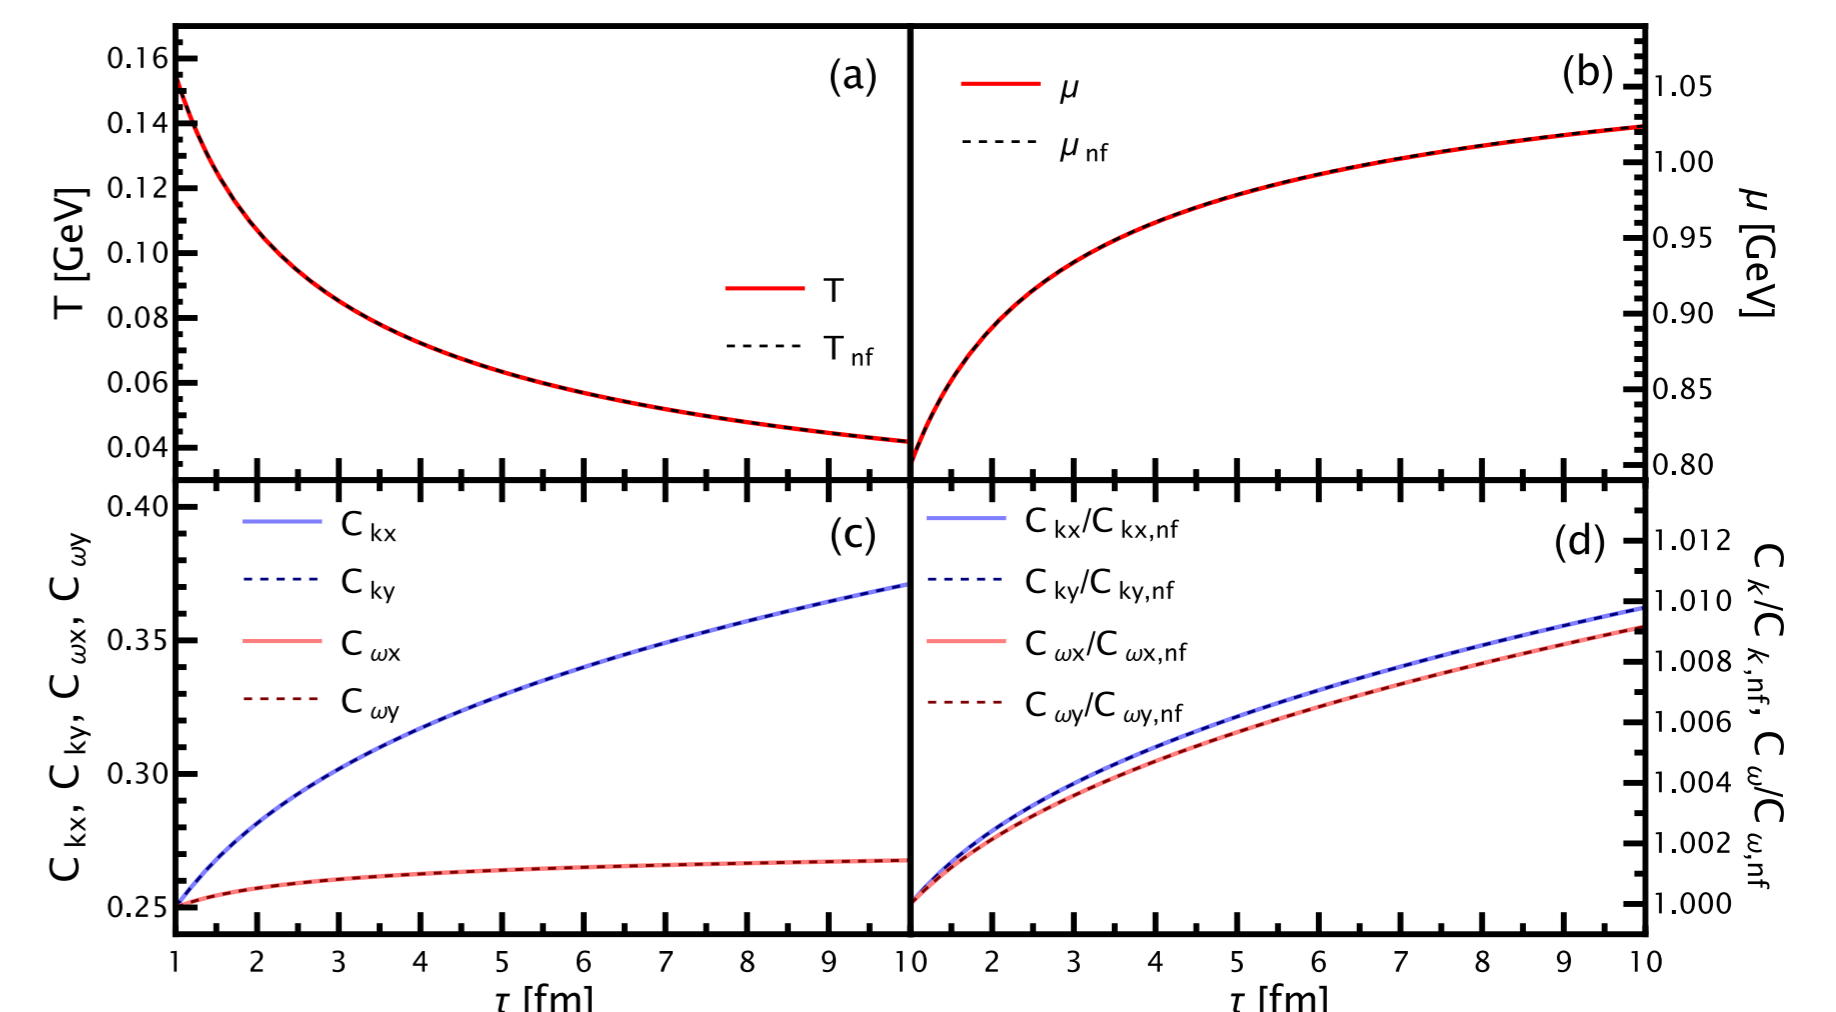 (a)
T [GeV]
0.16
0.14
0.12
0.10
0.08
0.06
0.04
T
T nf
(b)
μ
μ nf
1.05
1.00
0.95
0.90
0.85
0.80
μ [GeV]
(c)
C kx, C ky, C ωx, C ωy
0.40
0.35
0.30
0.25
C kx
C ky
C ωx
C ωy
1 2 3 4 5 6 7 8 9 10
τ [fm]
(d)
C kx/C kx,nf
C ky/C ky,nf
C ωx/C ωx,nf
C ωy/C ωy,nf
1.012
1.010
1.008
1.006
1.004
1.002
1.000
C k/C k,nf, C ω/C ω,nf
2 3 4 5 6 7 8 9 10
τ [fm]